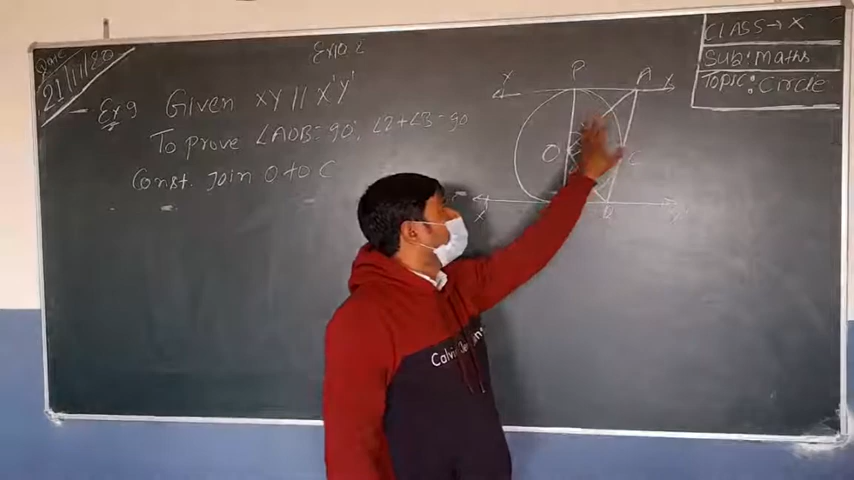 Date
21/11/20
Ex 10.2
CLASS → X
Sub: Maths
Topic: Circle
Ex 9 Given XY || X'Y'
To prove ∠AOB = 90°, ∠2+∠3=90
Const. Join O to C
P
A
O
C
X
Calvin